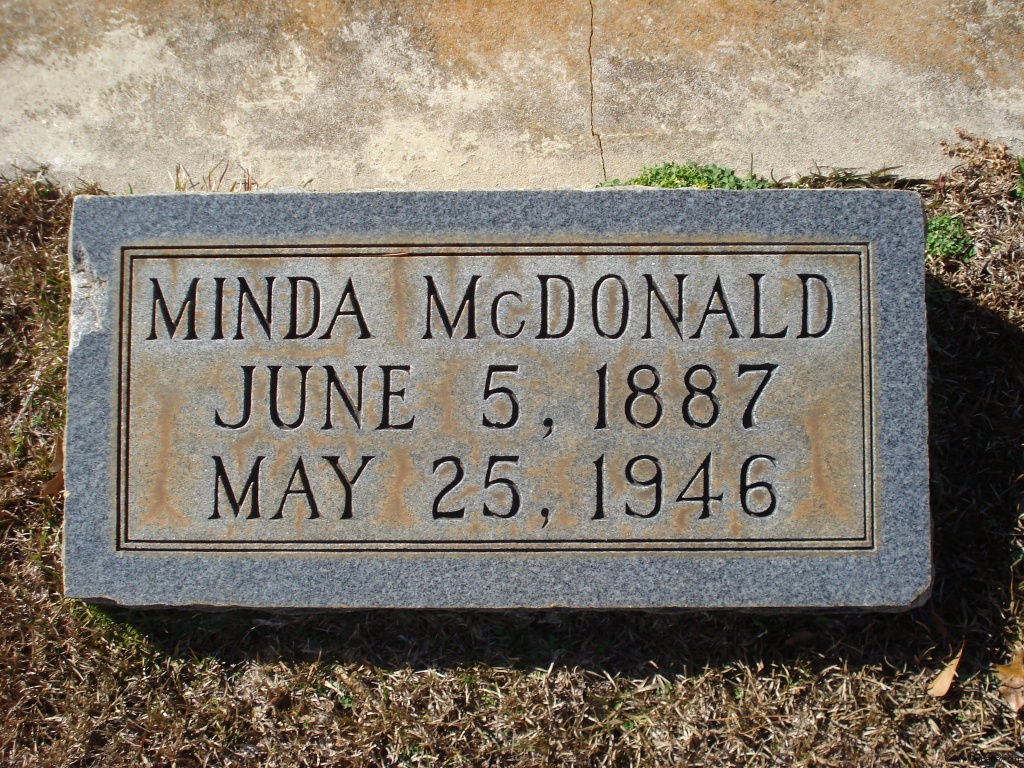 MINDA McDONALD
JUNE 5, 1887
MAY 25, 1946